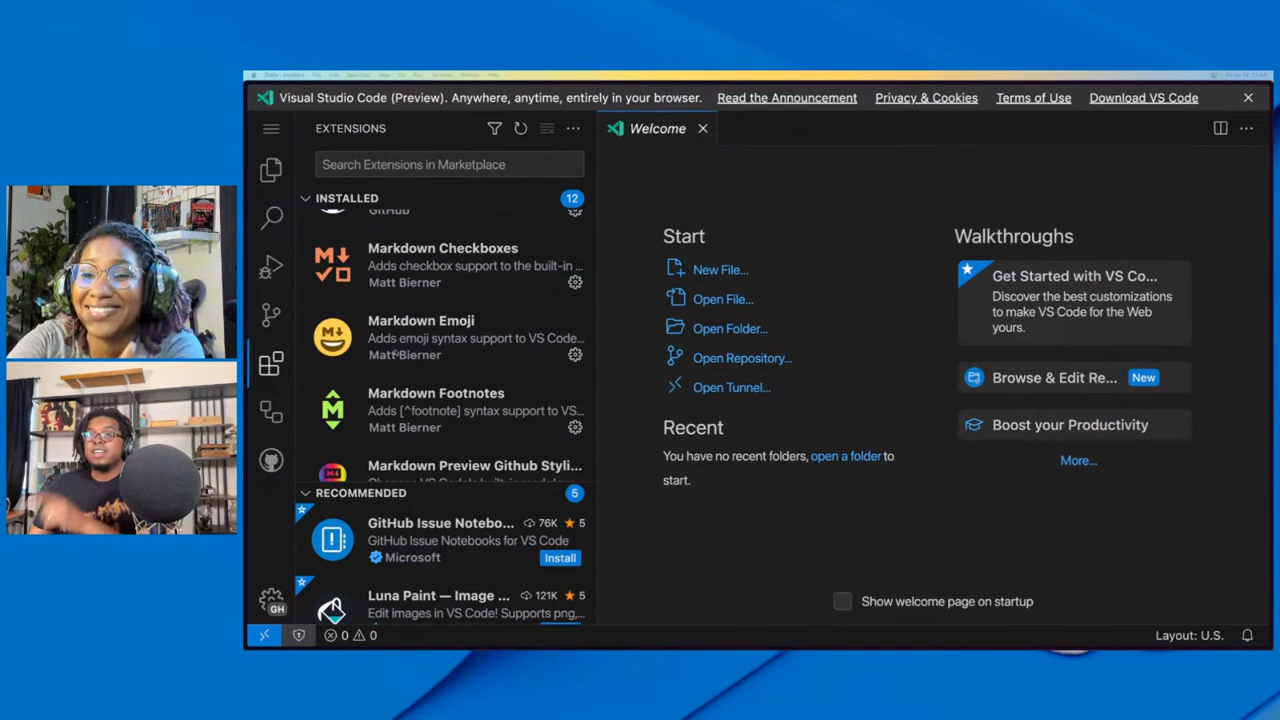 Visual Studio Code (Preview). Anywhere, anytime, entirely in your browser. Read the Announcement Privacy & Cookies Terms of Use Download VS Code
EXTENSIONS
Welcome
Search Extensions in Marketplace
INSTALLED 12
GitHub
Markdown Checkboxes
Adds checkbox support to the built-in ...
Matt Bierner
Markdown Emoji
Adds emoji syntax support to VS Code...
Matt Bierner
Markdown Footnotes
Adds [^footnote] syntax support to VS...
Matt Bierner
Markdown Preview Github Styli...
RECOMMENDED 5
GitHub Issue Notebo... 76K 5
GitHub Issue Notebooks for VS Code
Microsoft Install
Luna Paint — Image ... 121K 5
Edit images in VS Code! Supports png,...
GH
Start
New File...
Open File...
Open Folder...
Open Repository...
Open Tunnel...
Recent
You have no recent folders, open a folder to
start.
Walkthroughs
Get Started with VS Co...
Discover the best customizations
to make VS Code for the Web
yours.
Browse & Edit Re... New
Boost your Productivity
More...
Show welcome page on startup
0 0
Layout: U.S.